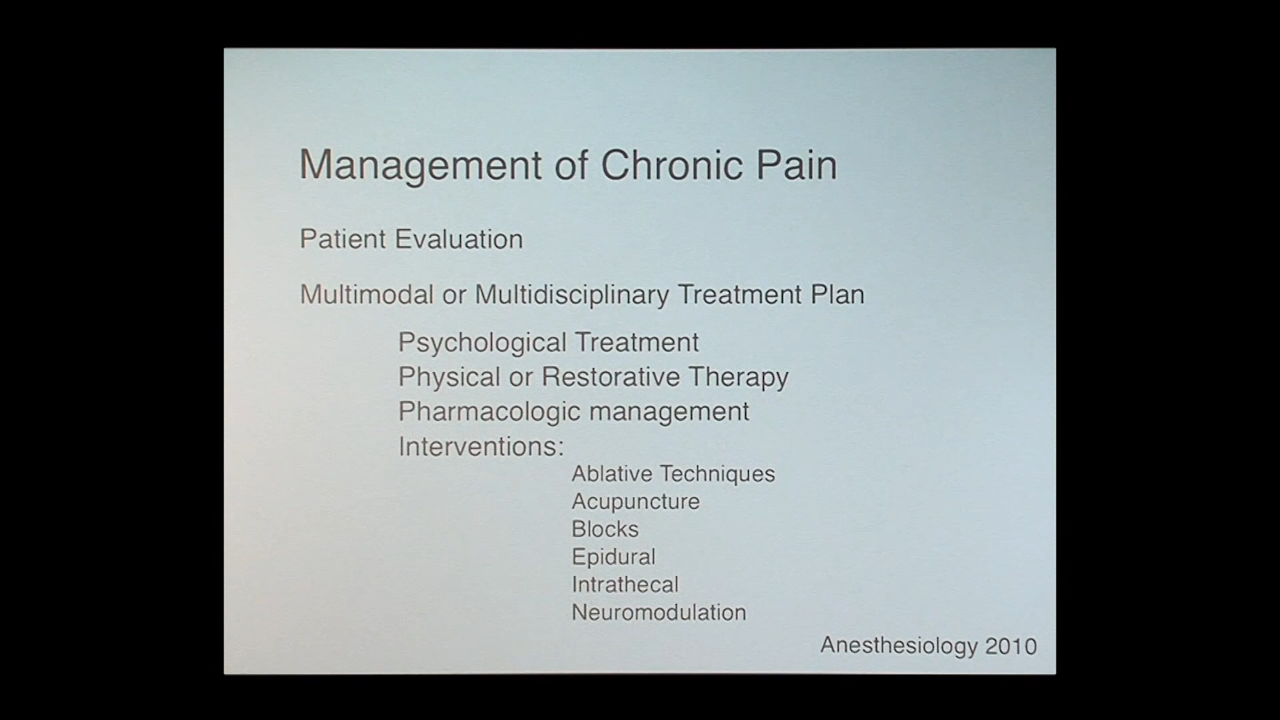 Management of Chronic Pain
Patient Evaluation
Multimodal or Multidisciplinary Treatment Plan
Psychological Treatment
Physical or Restorative Therapy
Pharmacologic management
Interventions:
Ablative Techniques
Acupuncture
Blocks
Epidural
Intrathecal
Neuromodulation
Anesthesiology 2010